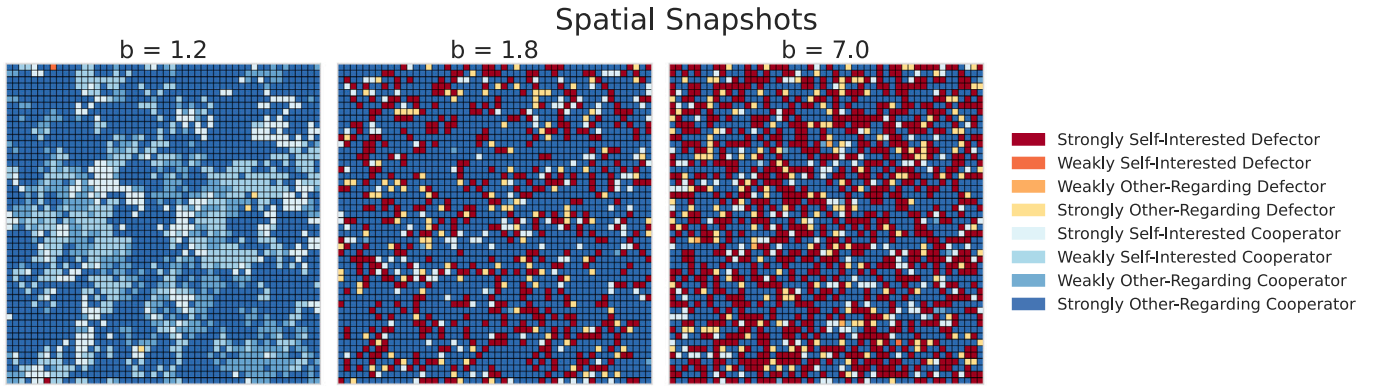 Spatial Snapshots
b = 1.2
b = 1.8
b = 7.0
Strongly Self-Interested Defector
Weakly Self-Interested Defector
Weakly Other-Regarding Defector
Strongly Other-Regarding Defector
Strongly Self-Interested Cooperator
Weakly Self-Interested Cooperator
Weakly Other-Regarding Cooperator
Strongly Other-Regarding Cooperator